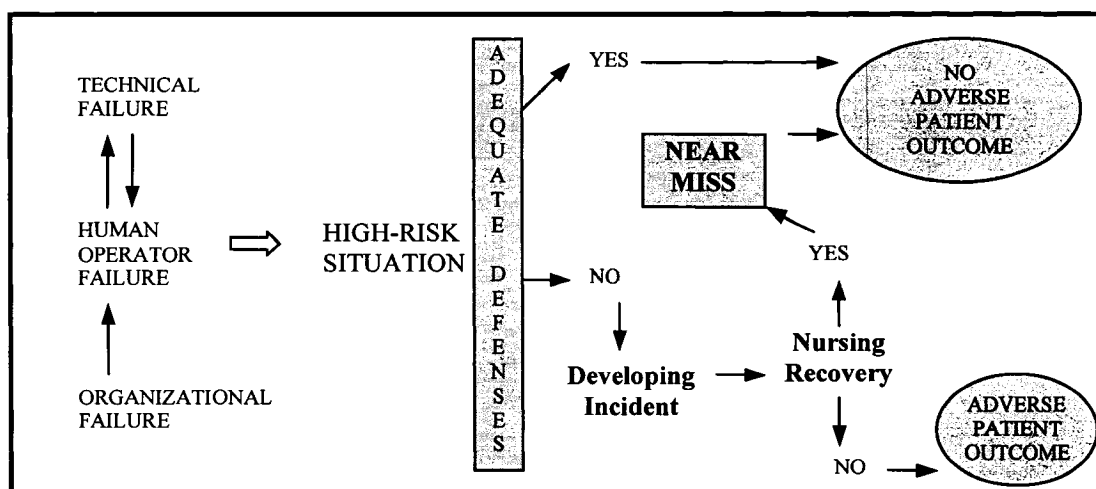 TECHNICAL
FAILURE
HUMAN
OPERATOR
FAILURE
ORGANIZATIONAL
FAILURE
HIGH-RISK
SITUATION
ADEQUATE DEFENSES
YES
NO
Developing
Incident
NEAR
MISS
YES
Nursing
Recovery
NO
NO
ADVERSE
PATIENT
OUTCOME
ADVERSE
PATIENT
OUTCOME